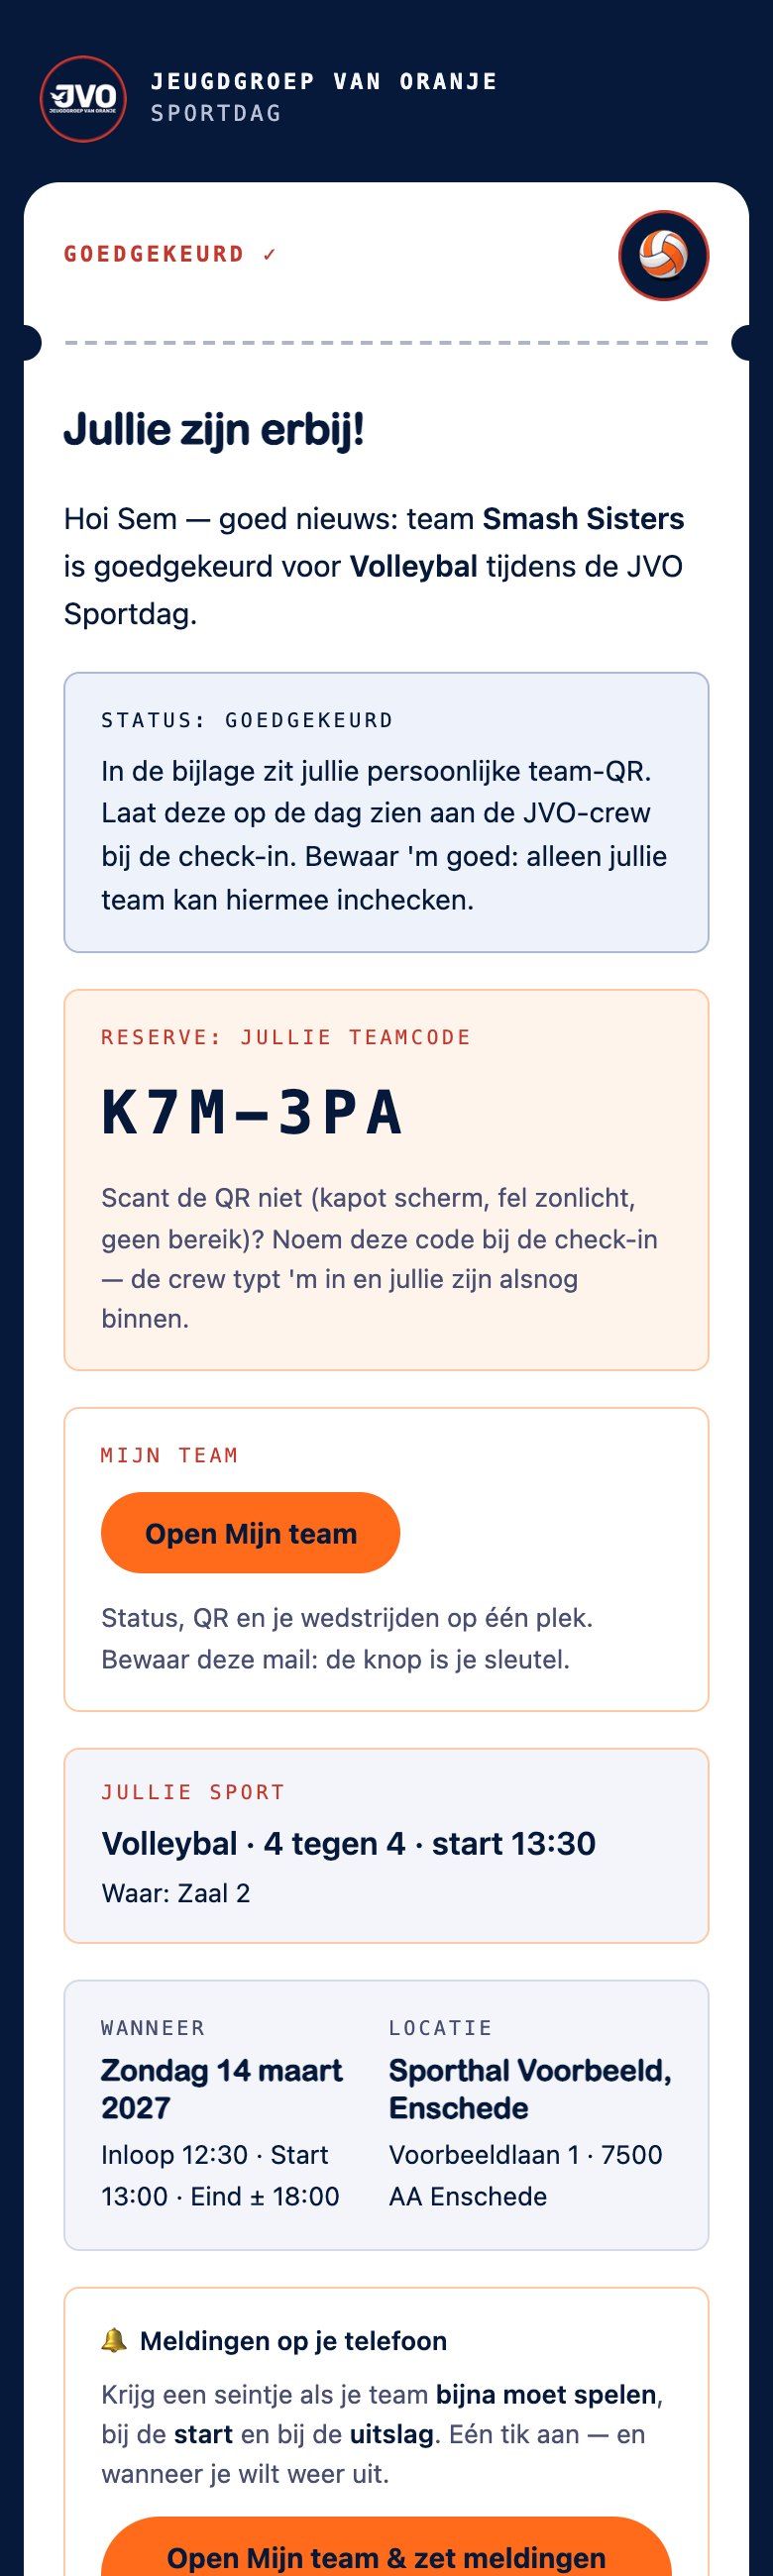 JVO
JEUGDGROEP VAN ORANJE
JEUGDGROEP VAN ORANJE
SPORTDAG
GOEDGEKEURD ✓
Jullie zijn erbij!
Hoi Sem — goed nieuws: team Smash Sisters
is goedgekeurd voor Volleybal tijdens de JVO
Sportdag.
STATUS: GOEDGEKEURD
In de bijlage zit jullie persoonlijke team-QR.
Laat deze op de dag zien aan de JVO-crew
bij de check-in. Bewaar 'm goed: alleen jullie
team kan hiermee inchecken.
RESERVE: JULLIE TEAMCODE
K7M–3PA
Scant de QR niet (kapot scherm, fel zonlicht,
geen bereik)? Noem deze code bij de check-in
— de crew typt 'm in en jullie zijn alsnog
binnen.
MIJN TEAM
Open Mijn team
Status, QR en je wedstrijden op één plek.
Bewaar deze mail: de knop is je sleutel.
JULLIE SPORT
Volleybal · 4 tegen 4 · start 13:30
Waar: Zaal 2
WANNEER
Zondag 14 maart
2027
Inloop 12:30 · Start
13:00 · Eind ± 18:00
LOCATIE
Sporthal Voorbeeld,
Enschede
Voorbeeldlaan 1 · 7500
AA Enschede
🔔 Meldingen op je telefoon
Krijg een seintje als je team bijna moet spelen,
bij de start en bij de uitslag. Eén tik aan — en
wanneer je wilt weer uit.
Open Mijn team & zet meldingen